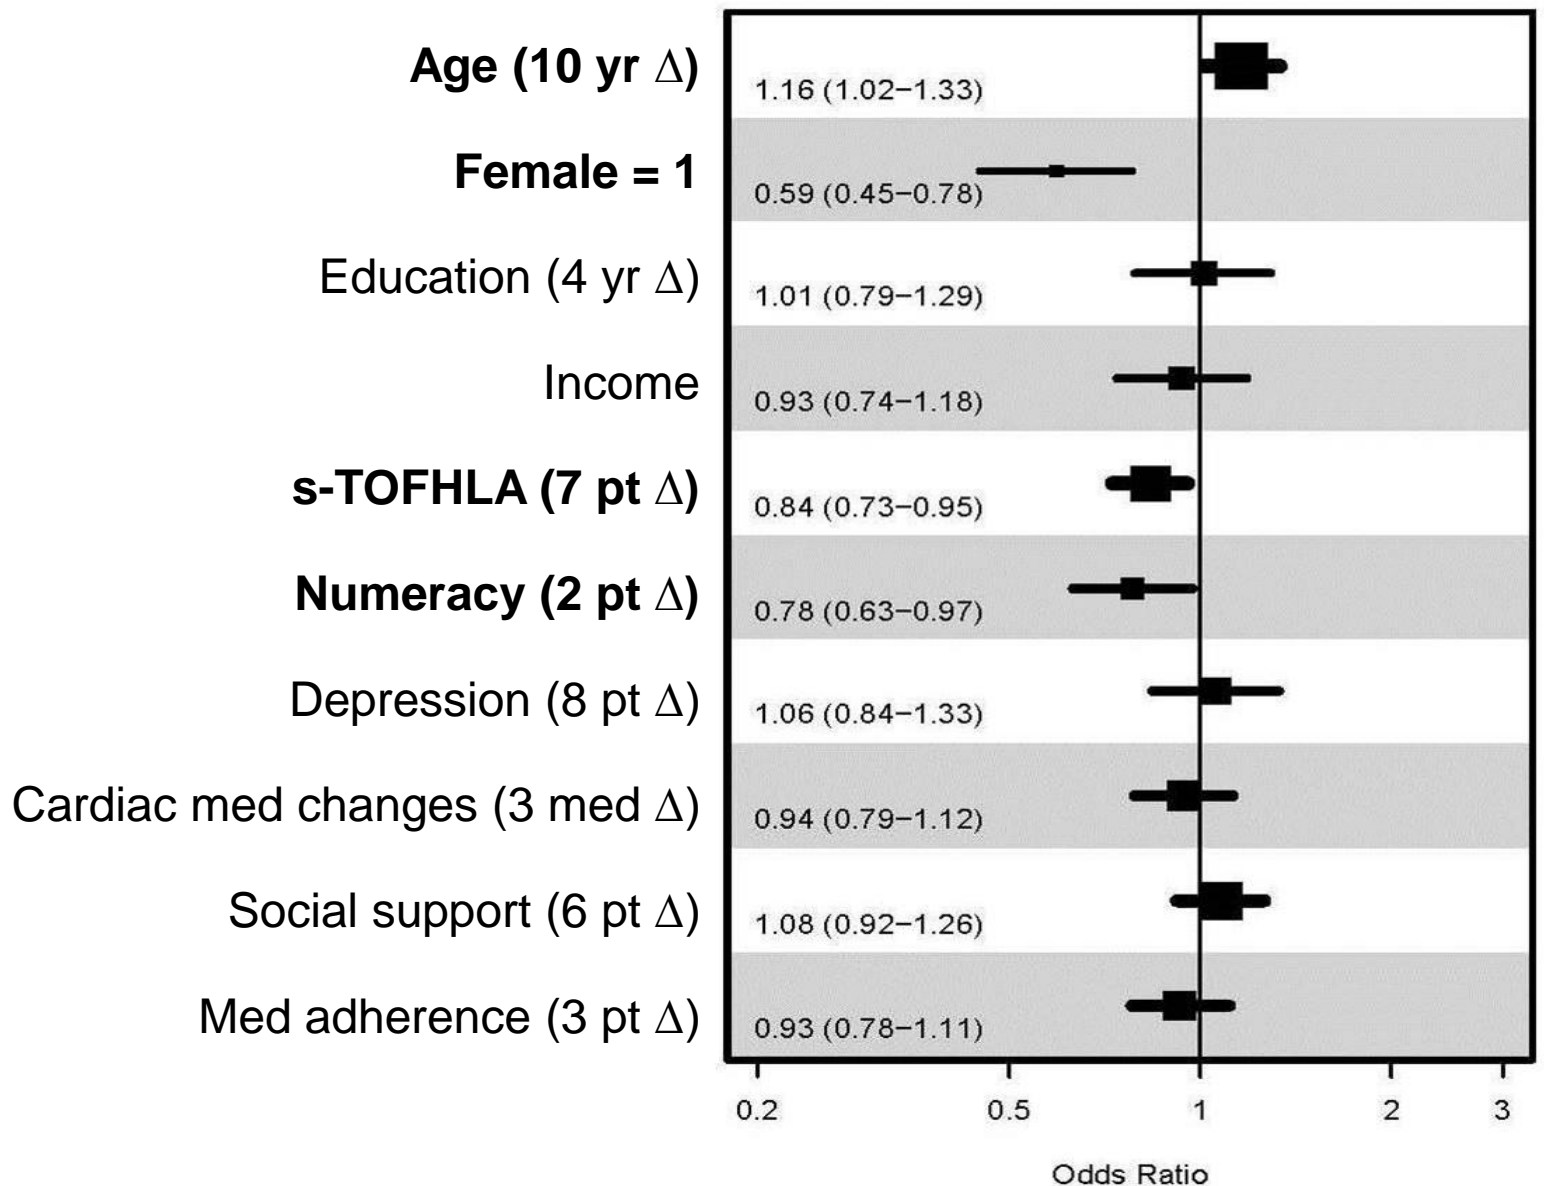 Age (10 yr Δ)
1.16 (1.02−1.33)
Female = 1
0.59 (0.45−0.78)
Education (4 yr Δ)
1.01 (0.79−1.29)
Income
0.93 (0.74−1.18)
s-TOFHLA (7 pt Δ)
0.84 (0.73−0.95)
Numeracy (2 pt Δ)
0.78 (0.63−0.97)
Depression (8 pt Δ)
1.06 (0.84−1.33)
Cardiac med changes (3 med Δ)
0.94 (0.79−1.12)
Social support (6 pt Δ)
1.08 (0.92−1.26)
Med adherence (3 pt Δ)
0.93 (0.78−1.11)
0.2 0.5 1 2 3
Odds Ratio